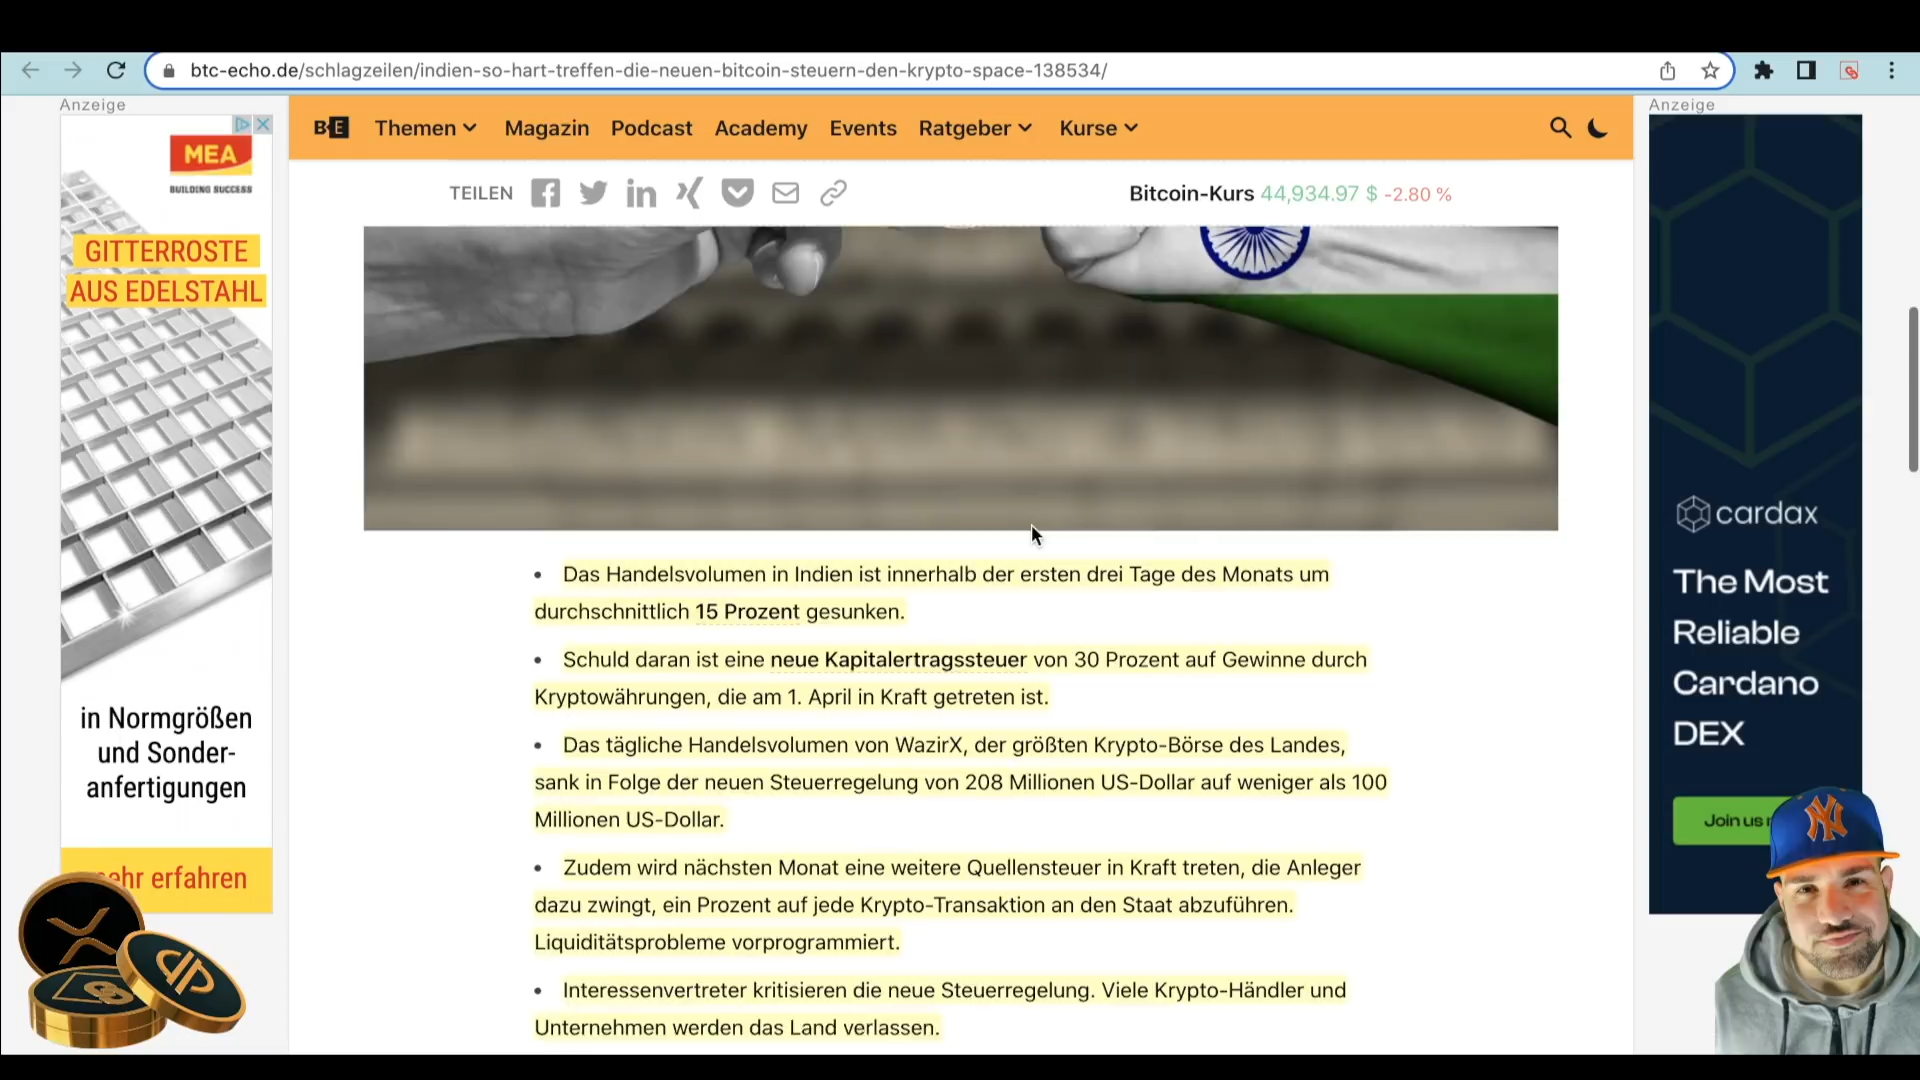 btc-echo.de/schlagzeilen/indien-so-hart-treffen-die-neuen-bitcoin-steuern-den-krypto-space-138534/
Anzeige
Anzeige
MEA
BUILDING SUCCESS
GITTERROSTE
AUS EDELSTAHL
in Normgrößen
und Sonder-
anfertigungen
mehr erfahren
BE Themen Magazin Podcast Academy Events Ratgeber Kurse
TEILEN
Bitcoin-Kurs 44,934.97 $ -2.80 %
• Das Handelsvolumen in Indien ist innerhalb der ersten drei Tage des Monats um
durchschnittlich 15 Prozent gesunken.
• Schuld daran ist eine neue Kapitalertragssteuer von 30 Prozent auf Gewinne durch
Kryptowährungen, die am 1. April in Kraft getreten ist.
• Das tägliche Handelsvolumen von WazirX, der größten Krypto-Börse des Landes,
sank in Folge der neuen Steuerregelung von 208 Millionen US-Dollar auf weniger als 100
Millionen US-Dollar.
• Zudem wird nächsten Monat eine weitere Quellensteuer in Kraft treten, die Anleger
dazu zwingt, ein Prozent auf jede Krypto-Transaktion an den Staat abzuführen.
Liquiditätsprobleme vorprogrammiert.
• Interessenvertreter kritisieren die neue Steuerregelung. Viele Krypto-Händler und
Unternehmen werden das Land verlassen.
cardax
The Most
Reliable
Cardano
DEX
Join us
NY